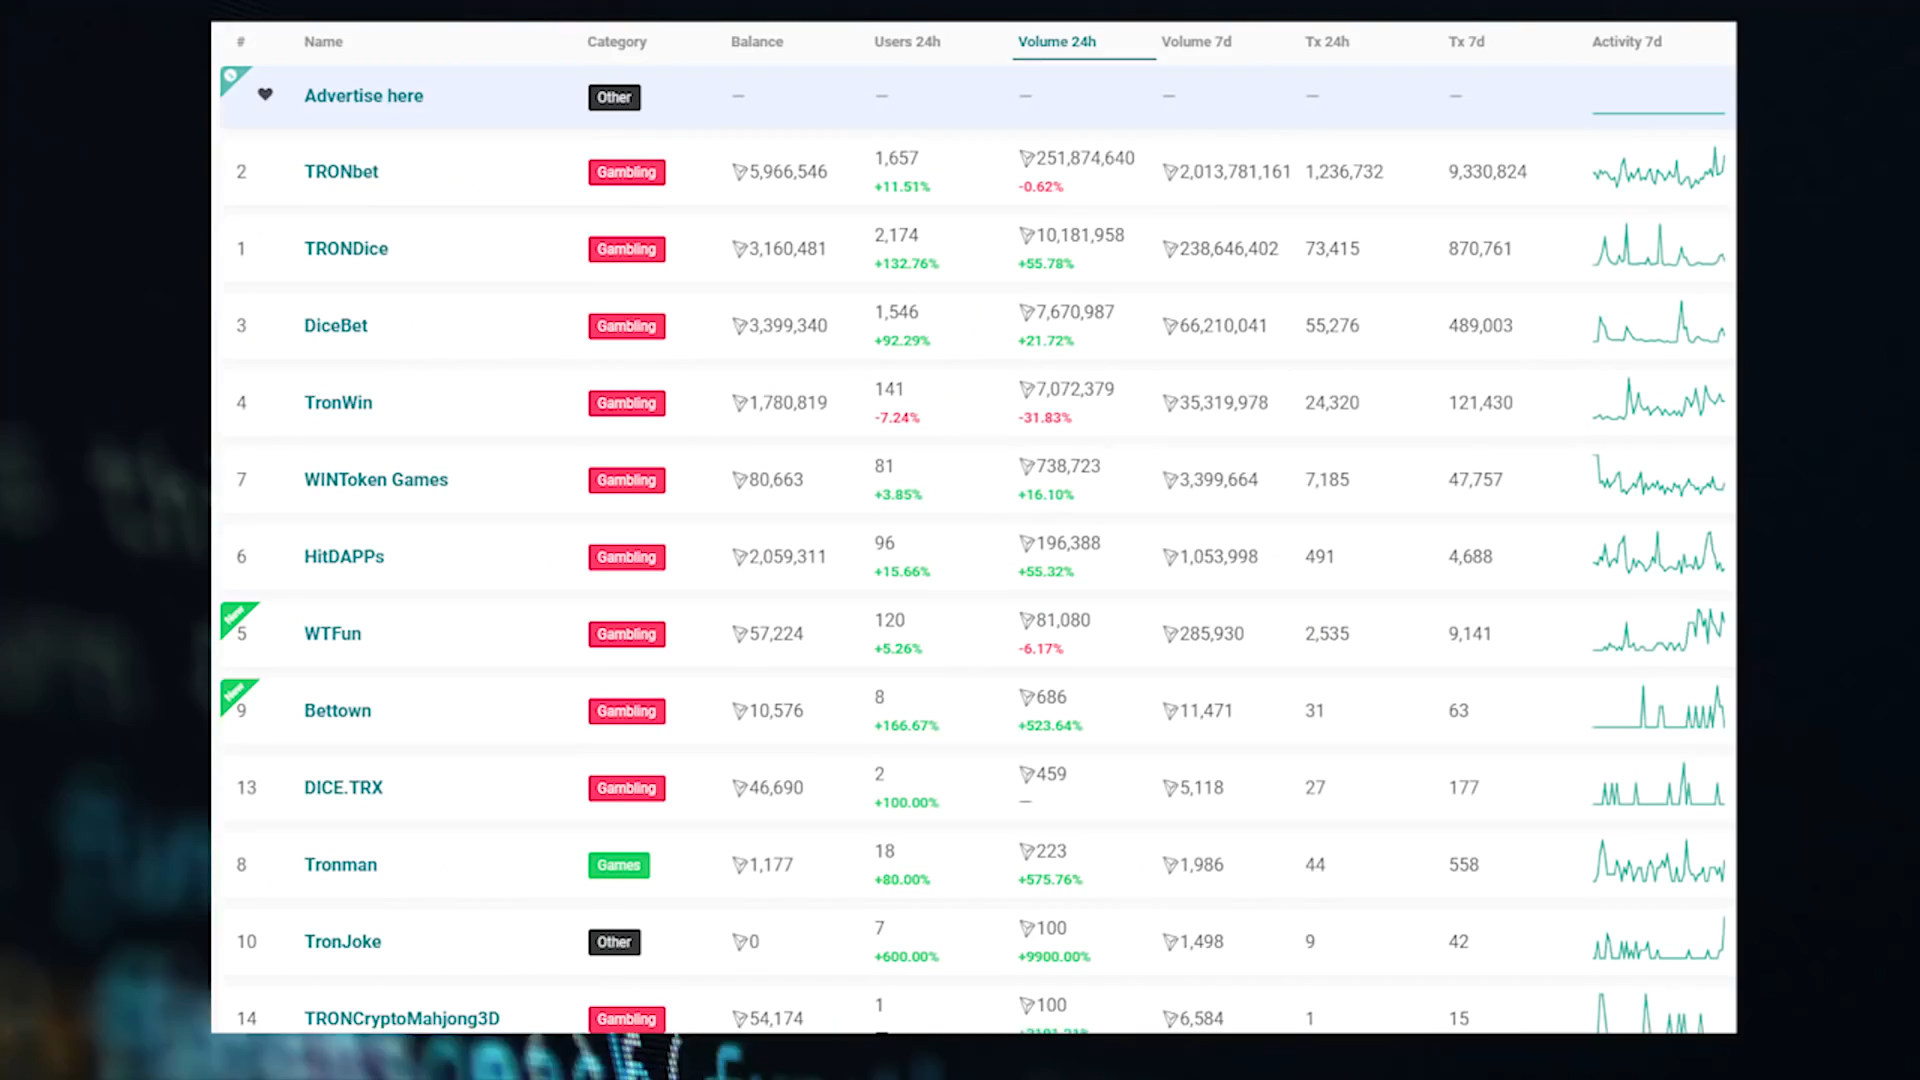 # Name Category Balance Users 24h Volume 24h Volume 7d Tx 24h Tx 7d Activity 7d
Advertise here Other — — — — — —
2 TRONbet Gambling 5,966,546 1,657 251,874,640 2,013,781,161 1,236,732 9,330,824
+11.51% -0.62%
1 TRONDice Gambling 3,160,481 2,174 10,181,958 238,646,402 73,415 870,761
+132.76% +55.78%
3 DiceBet Gambling 3,399,340 1,546 7,670,987 66,210,041 55,276 489,003
+92.29% +21.72%
4 TronWin Gambling 1,780,819 141 7,072,379 35,319,978 24,320 121,430
-7.24% -31.83%
7 WINToken Games Gambling 80,663 81 738,723 3,399,664 7,185 47,757
+3.85% +16.10%
6 HitDAPPs Gambling 2,059,311 96 196,388 1,053,998 491 4,688
+15.66% +55.32%
New
5 WTFun Gambling 57,224 120 81,080 285,930 2,535 9,141
+5.26% -6.17%
New
9 Bettown Gambling 10,576 8 686 11,471 31 63
+166.67% +523.64%
13 DICE.TRX Gambling 46,690 2 459 5,118 27 177
+100.00% —
8 Tronman Games 1,177 18 223 1,986 44 558
+80.00% +575.76%
10 TronJoke Other 0 7 100 1,498 9 42
+600.00% +9900.00%
14 TRONCryptoMahjong3D Gambling 54,174 1 100 6,584 1 15